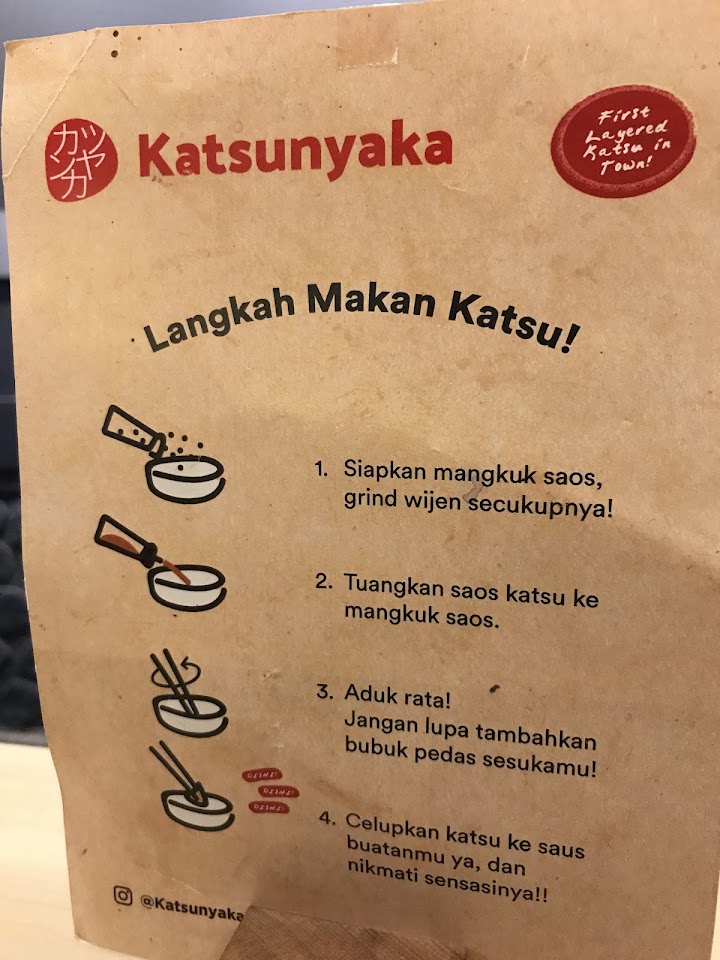 カツ
ツヤ
カ
Katsunyaka
First
Layered
Katsu in
Town!
Langkah Makan Katsu!
1. Siapkan mangkuk saos,
grind wijen secukupnya!
2. Tuangkan saos katsu ke
mangkuk saos.
3. Aduk rata!
Jangan lupa tambahkan
bubuk pedas sesukamu!
4. Celupkan katsu ke saus
buatanmu ya, dan
nikmati sensasinya!!
@Katsunyaka